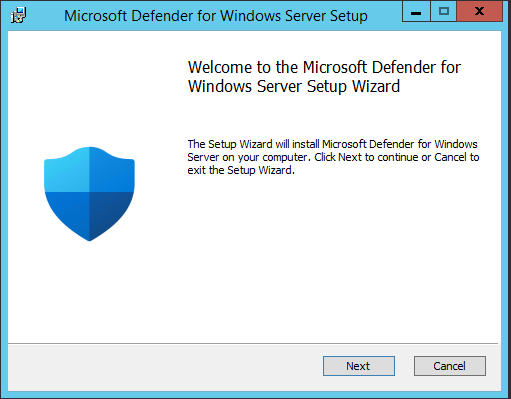 Microsoft Defender for Windows Server Setup
Welcome to the Microsoft Defender for
Windows Server Setup Wizard
The Setup Wizard will install Microsoft Defender for Windows
Server on your computer. Click Next to continue or Cancel to
exit the Setup Wizard.
Next
Cancel